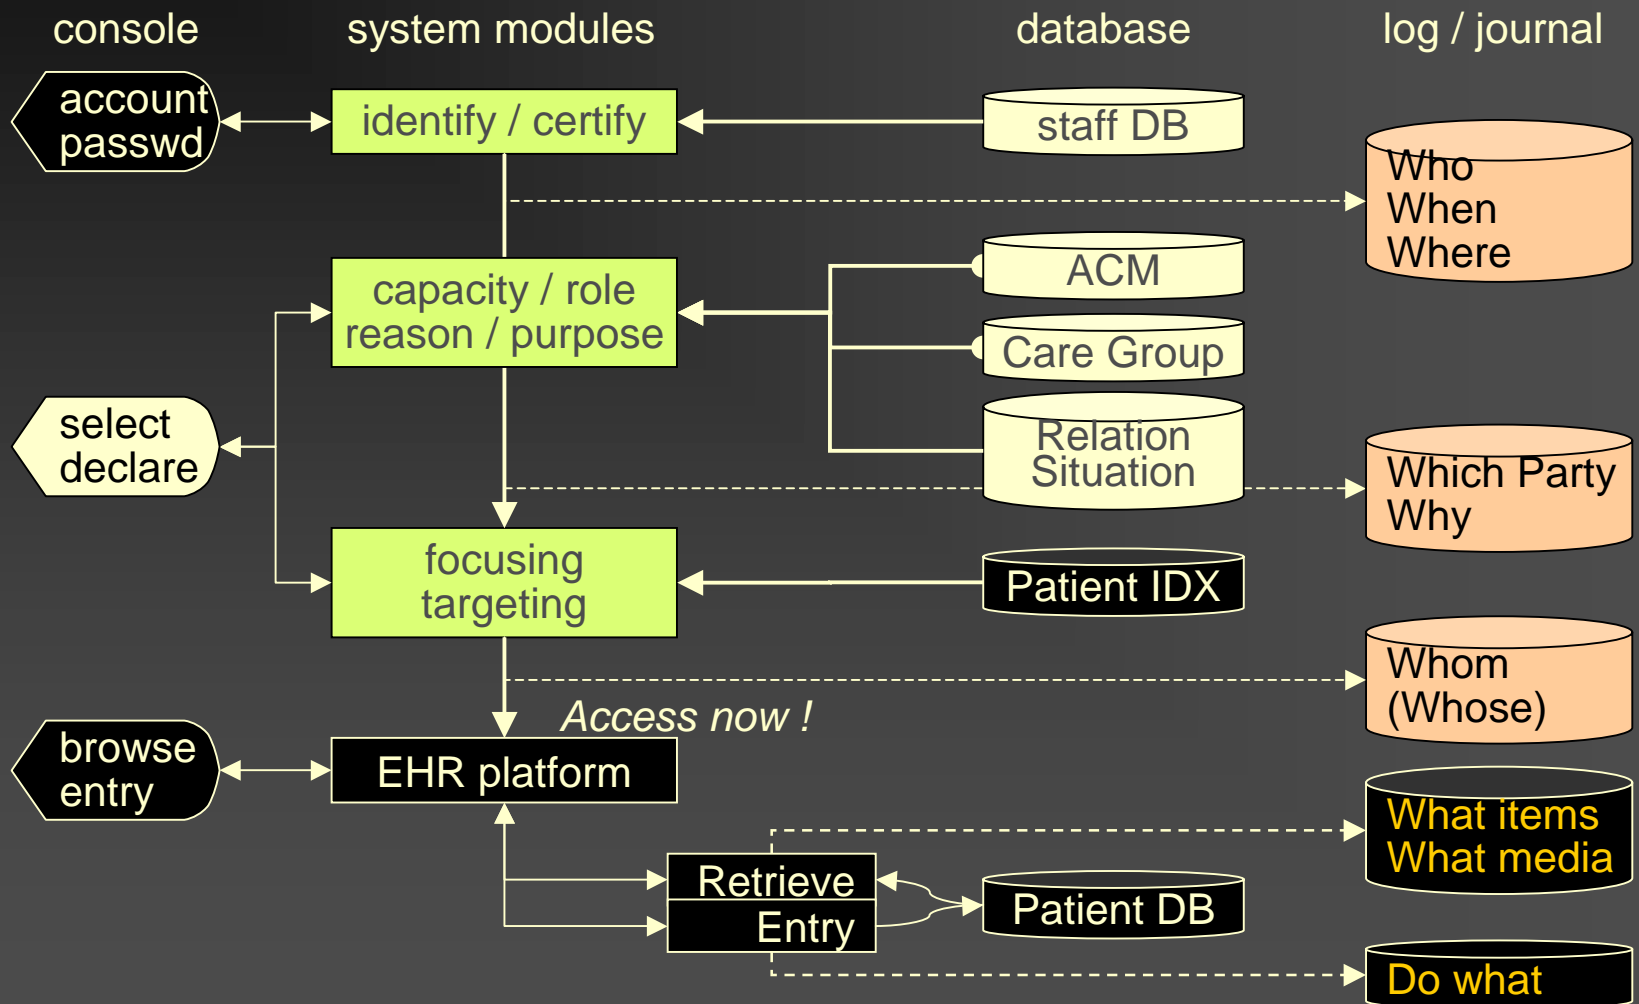 console
system modules
database
log / journal
account
passwd
identify / certify
staff DB
Who
When
Where
capacity / role
reason / purpose
ACM
Care Group
Relation
Situation
select
declare
Which Party
Why
focusing
targeting
Patient IDX
Whom
(Whose)
Access now !
browse
entry
EHR platform
What items
What media
Retrieve
Entry
Patient DB
Do what